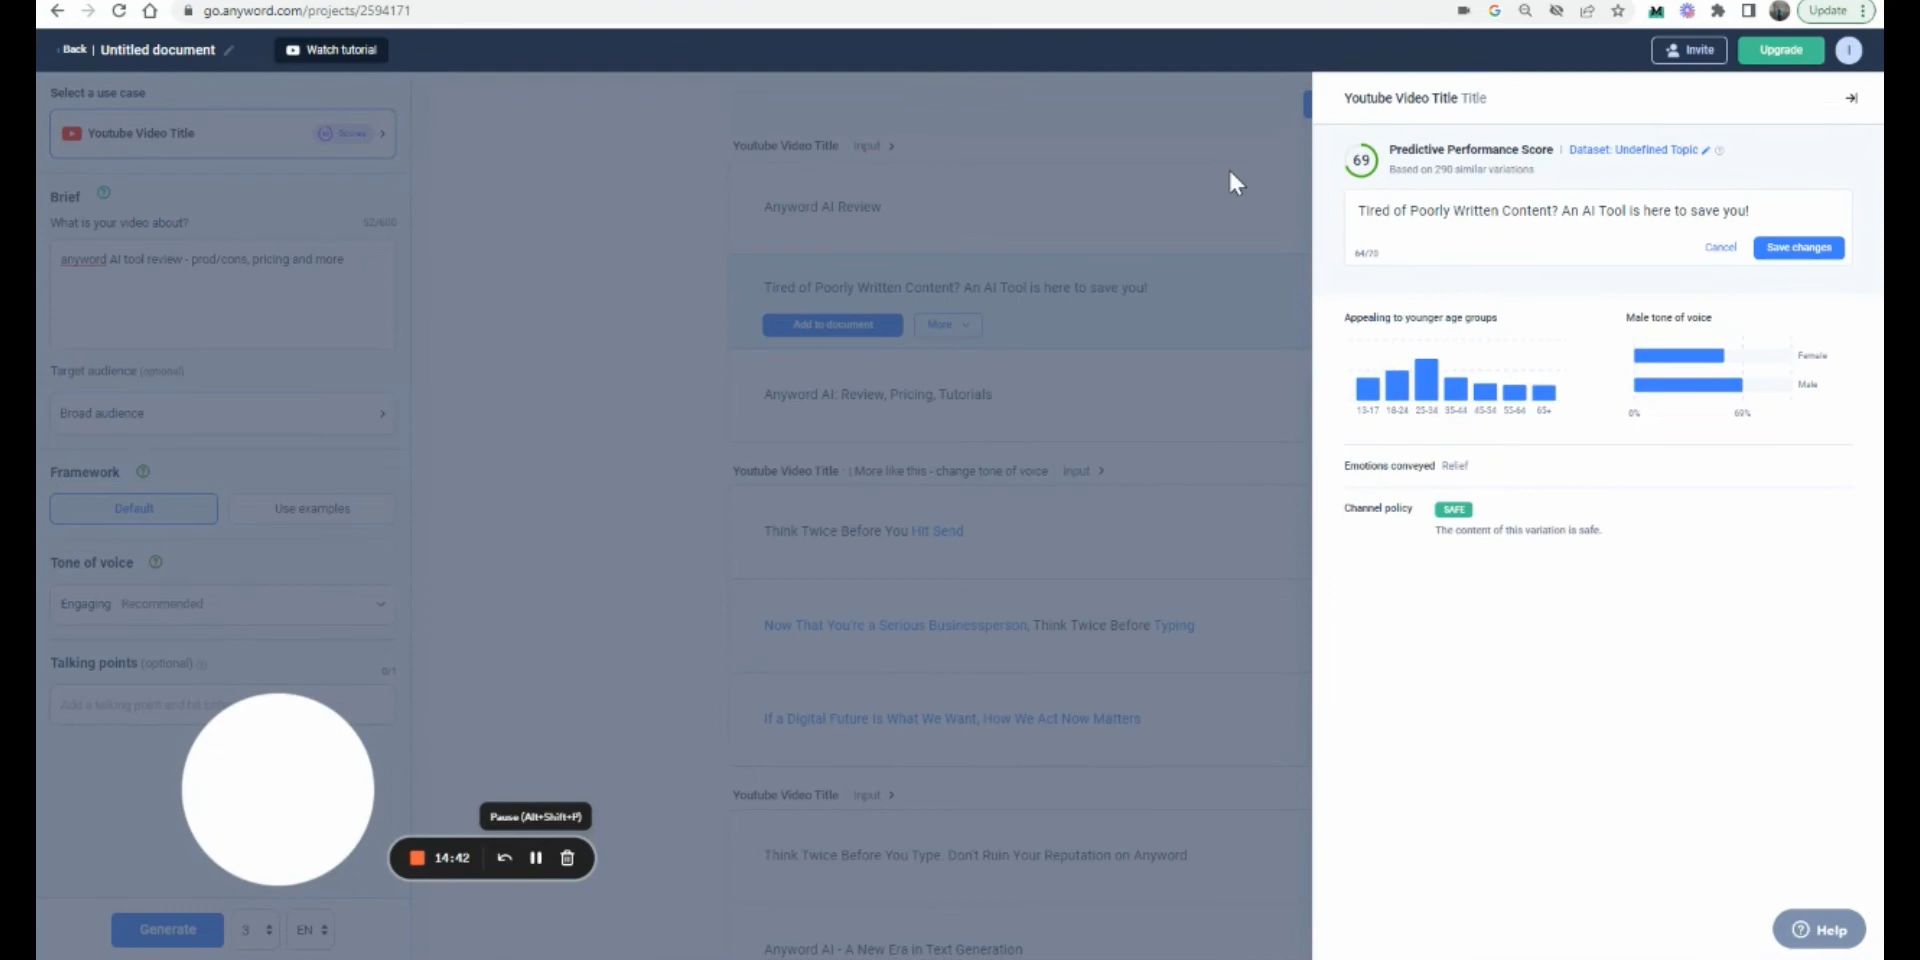 go.anyword.com/projects/2594171
Update
Back | Untitled document
Watch tutorial
Invite
Upgrade
I
Select a use case
Youtube Video Title
Scores
Brief
What is your video about?
52/600
anyword AI tool review - prod/cons, pricing and more
Target audience (optional)
Broad audience
Framework
Default
Use examples
Tone of voice
Engaging Recommended
Talking points (optional)
0/1
Add a talking point and hit
Generate
3
EN
Pause (Alt+Shift+P)
14:42
Youtube Video Title Input
Anyword AI Review
Tired of Poorly Written Content? An AI Tool is here to save you!
Add to document
More
Anyword AI: Review, Pricing, Tutorials
Youtube Video Title | More like this - change tone of voice Input
Think Twice Before You Hit Send
Now That You're a Serious Businessperson, Think Twice Before Typing
If a Digital Future Is What We Want, How We Act Now Matters
Youtube Video Title Input
Think Twice Before You Type. Don't Ruin Your Reputation on Anyword
Anyword AI - A New Era in Text Generation
Youtube Video Title Title
69
Predictive Performance Score | Dataset: Undefined Topic
Based on 290 similar variations
Tired of Poorly Written Content? An AI Tool is here to save you!
64/70
Cancel
Save changes
Appealing to younger age groups
13-17 18-24 25-34 35-44 45-54 55-64 65+
Male tone of voice
Female
Male
0% 69%
Emotions conveyed Relief
Channel policy SAFE
The content of this variation is safe.
Help